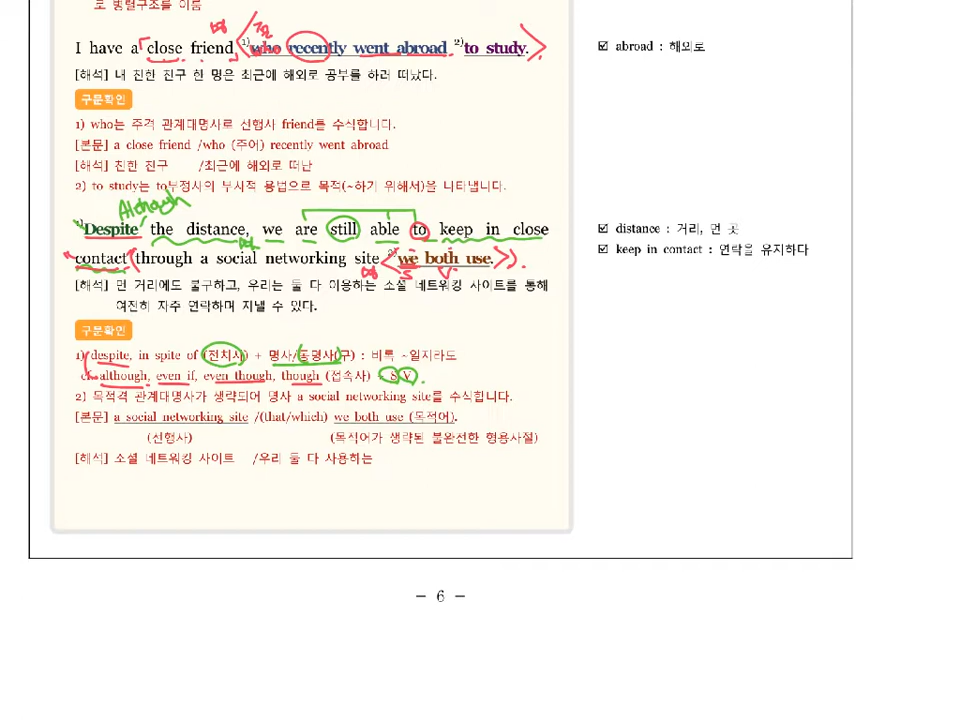 로 병렬구조를 이룸
명 / 주
I have a close friend 1)who recently went abroad 2)to study.
☑ abroad : 해외로
[해석] 내 친한 친구 한 명은 최근에 해외로 공부를 하러 떠났다.
구문확인
1) who는 주격 관계대명사로 선행사 friend를 수식합니다.
[본문] a close friend /who (주어) recently went abroad
[해석] 친한 친구 /최근에 해외로 떠난
2) to study는 to부정사의 부사적 용법으로 목적(~하기 위해서)을 나타냅니다.
Although
1)Despite the distance, we are still able to keep in close
☑ distance : 거리, 먼 곳
contact through a social networking site 2)we both use.
☑ keep in contact : 연락을 유지하다
S V
[해석] 먼 거리에도 불구하고, 우리는 둘 다 이용하는 소셜 네트워킹 사이트를 통해
여전히 자주 연락하며 지낼 수 있다.
구문확인
1) despite, in spite of (전치사) + 명사/동명사(구) : 비록 ~일지라도
cf. although, even if, even though, though (접속사) + S V
2) 목적격 관계대명사가 생략되어 명사 a social networking site를 수식합니다.
[본문] a social networking site /(that/which) we both use (목적어).
(선행사) (목적어가 생략된 불완전한 형용사절)
[해석] 소셜 네트워킹 사이트 /우리 둘 다 사용하는
- 6 -